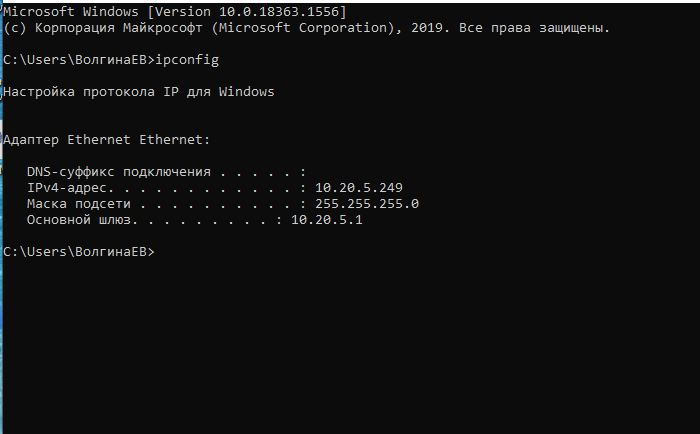 Microsoft Windows [Version 10.0.18363.1556]
(c) Корпорация Майкрософт (Microsoft Corporation), 2019. Все права защищены.
C:\Users\ВолгинаЕВ>ipconfig
Настройка протокола IP для Windows
Адаптер Ethernet Ethernet:
DNS-суффикс подключения . . . . . :
IPv4-адрес. . . . . . . . . . . . : 10.20.5.249
Маска подсети . . . . . . . . . . : 255.255.255.0
Основной шлюз. . . . . . . . . : 10.20.5.1
C:\Users\ВолгинаЕВ>